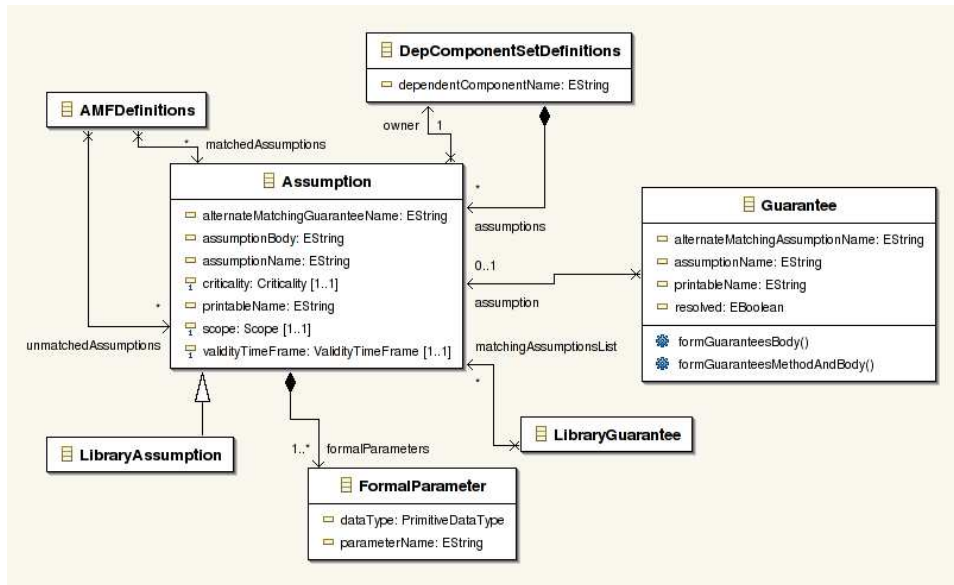 DepComponentSetDefinitions
dependentComponentName: EString
AMFDefinitions
owner
1
*
matchedAssumptions
Assumption
alternateMatchingGuaranteeName: EString
assumptionBody: EString
assumptionName: EString
criticality: Criticality [1..1]
printableName: EString
scope: Scope [1..1]
validityTimeFrame: ValidityTimeFrame [1..1]
*
assumptions
Guarantee
alternateMatchingAssumptionName: EString
assumptionName: EString
printableName: EString
resolved: EBoolean
formGuaranteesBody()
formGuaranteesMethodAndBody()
0..1
assumption
*
unmatchedAssumptions
matchingAssumptionsList
*
LibraryGuarantee
LibraryAssumption
1..*
formalParameters
FormalParameter
dataType: PrimitiveDataType
parameterName: EString